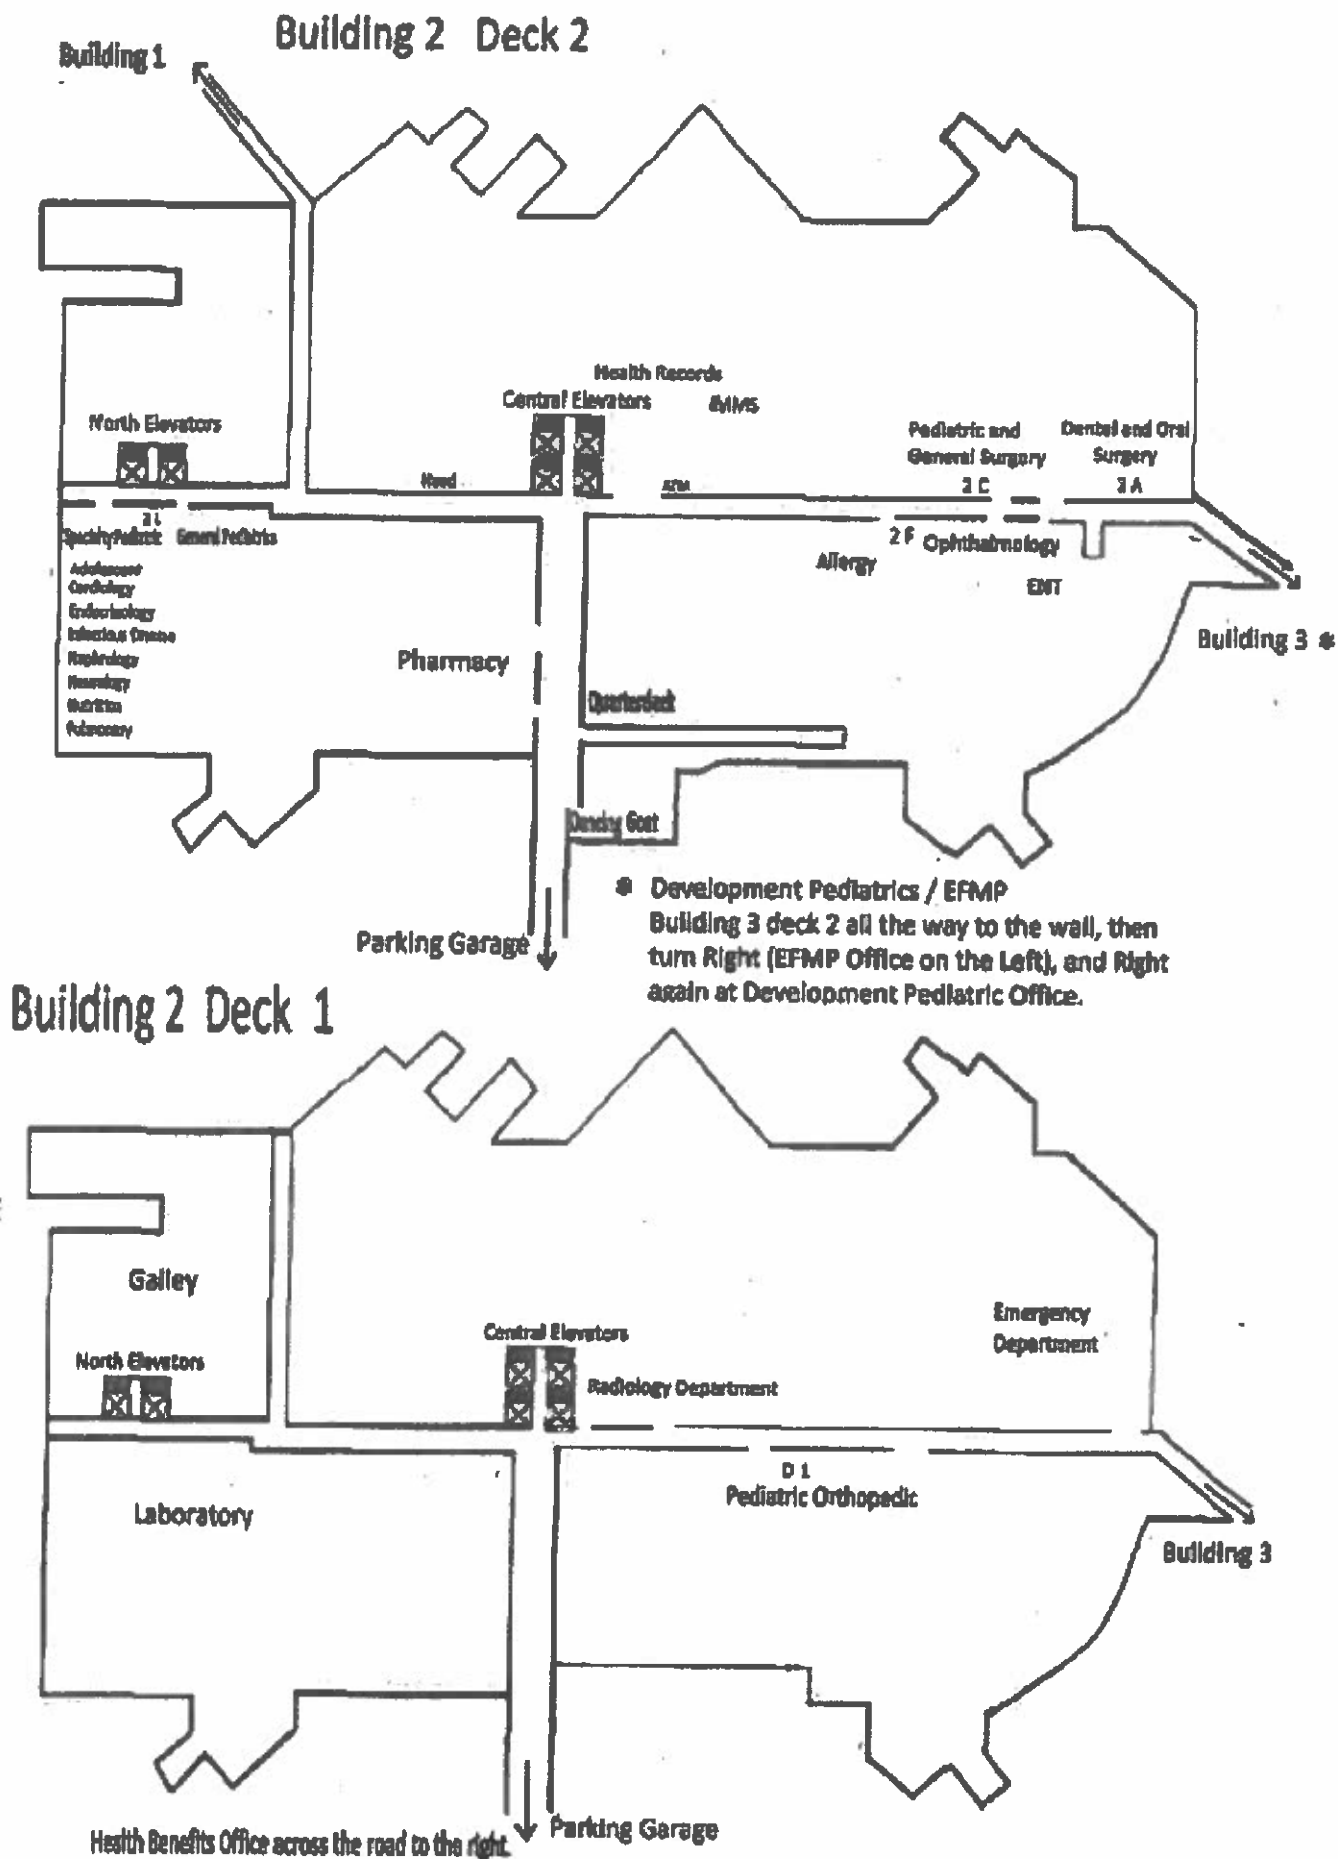 Building 2 Deck 2
Building 1
Health Records
Central Elevators
North Elevators
Pediatric and
General Surgery
2 C
Dental and Oral
Surgery
2 A
Specialty Pediatric
General Pediatrics
2 F Ophthalmology
Allergy
ENT
Adolescent
Cardiology
Endocrinology
Infectious Disease
Nephrology
Neurology
Nutrition
Pulmonary
Pharmacy
Building 3 *
Quarterdeck
Dancing Goat
Parking Garage
* Development Pediatrics / EFMP
Building 3 deck 2 all the way to the wall, then
turn Right (EFMP Office on the Left), and Right
again at Development Pediatric Office.
Building 2 Deck 1
Galley
Emergency
Department
Central Elevators
North Elevators
Radiology Department
D 1
Pediatric Orthopedic
Laboratory
Building 3
Parking Garage
Health Benefits Office across the road to the right.